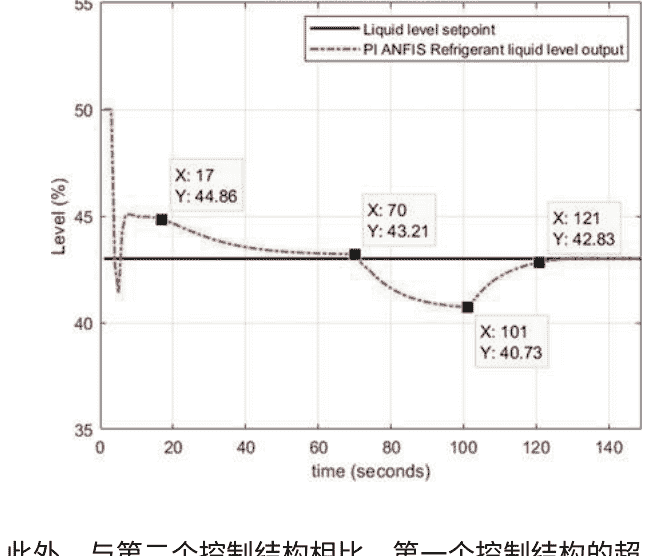 55
Liquid level setpoint
PI ANFIS Refrigerant liquid level output
50
X: 17
Y: 44.86
X: 70
Y: 43.21
X: 121
Y: 42.83
45
Level (%)
40
X: 101
Y: 40.73
35
0 20 40 60 80 100 120 140
time (seconds)
此外，与第二个控制结构相比，第一个控制结构的超